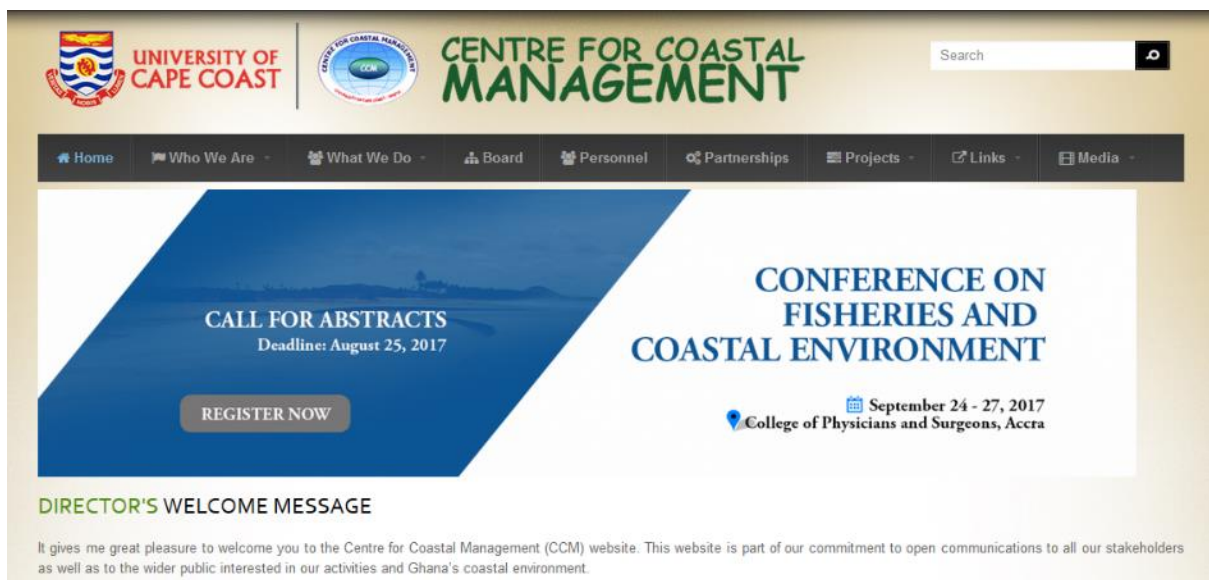 UNIVERSITY OF
CAPE COAST
CENTRE FOR COASTAL
MANAGEMENT
CCM
Search
Home
Who We Are
What We Do
Board
Personnel
Partnerships
Projects
Links
Media
CALL FOR ABSTRACTS
Deadline: August 25, 2017
REGISTER NOW
CONFERENCE ON
FISHERIES AND
COASTAL ENVIRONMENT
September 24 - 27, 2017
College of Physicians and Surgeons, Accra
DIRECTOR'S WELCOME MESSAGE
It gives me great pleasure to welcome you to the Centre for Coastal Management (CCM) website. This website is part of our commitment to open communications to all our stakeholders
as well as to the wider public interested in our activities and Ghana's coastal environment.